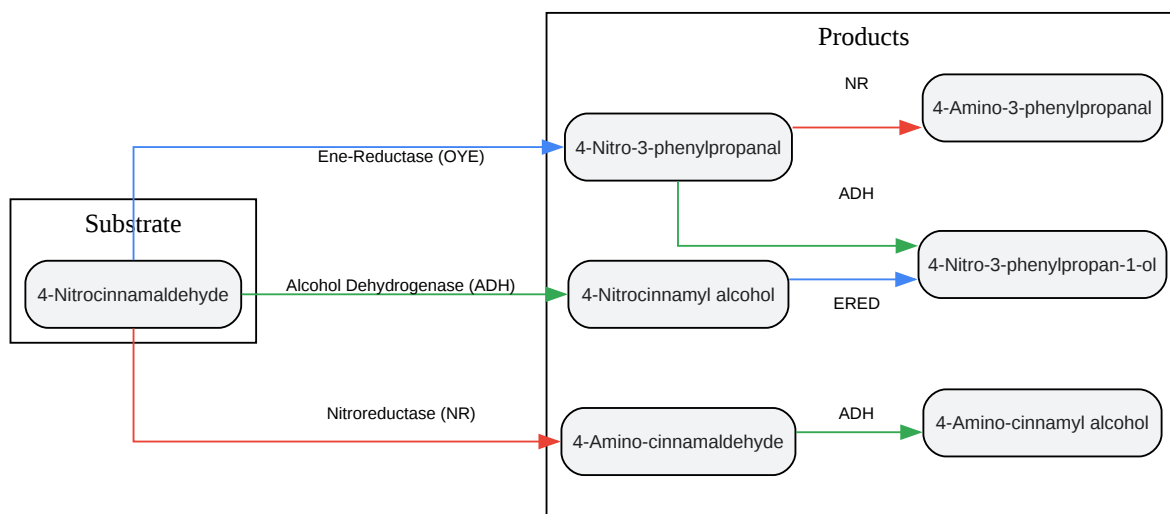 Products
NR
4-Amino-3-phenylpropanal
4-Nitro-3-phenylpropanal
Ene-Reductase (OYE)
ADH
Substrate
4-Nitro-3-phenylpropan-1-ol
4-Nitrocinnamaldehyde
Alcohol Dehydrogenase (ADH)
4-Nitrocinnamyl alcohol
ERED
Nitroreductase (NR)
ADH
4-Amino-cinnamyl alcohol
4-Amino-cinnamaldehyde